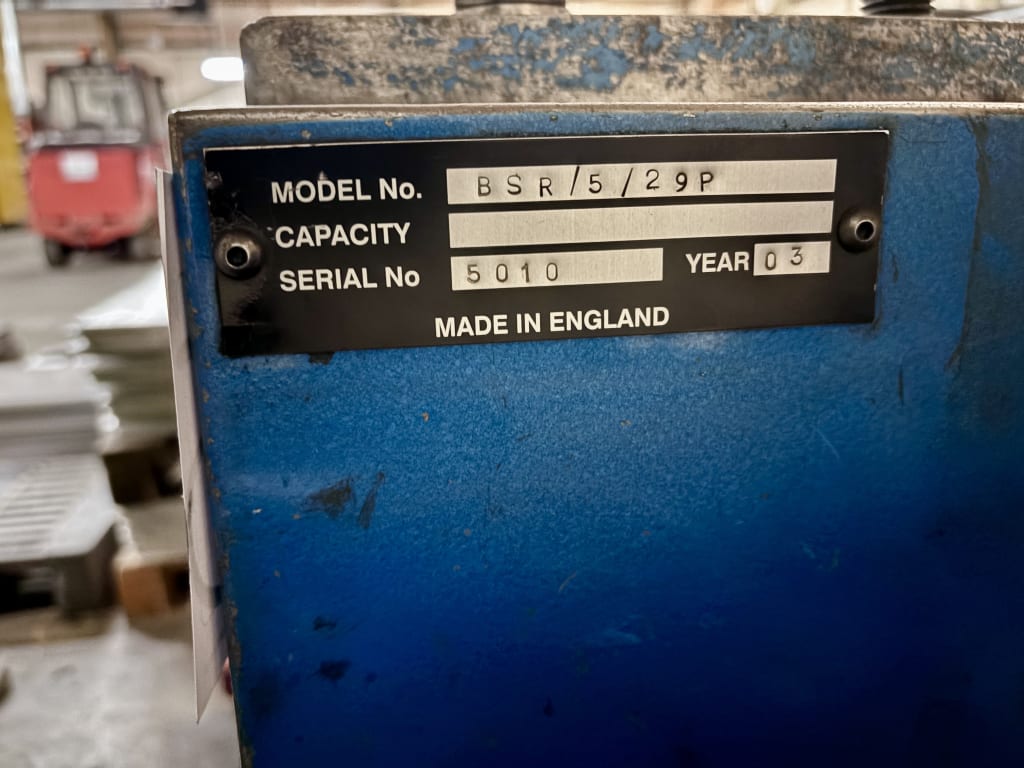 MODEL No. BSR/5/29P
CAPACITY
SERIAL No 5010 YEAR 03
MADE IN ENGLAND